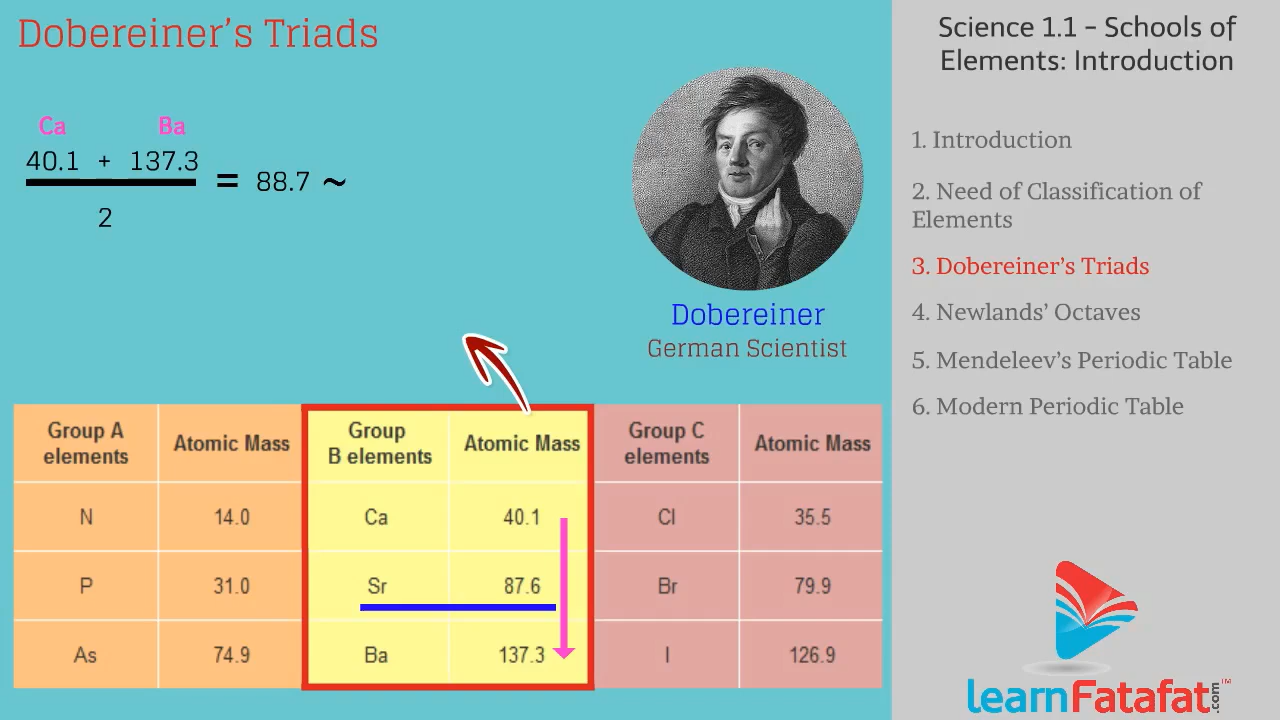 Dobereiner's Triads
Ca Ba
40.1 + 137.3
2
= 88.7 ~
Dobereiner
German Scientist
Group A elements Atomic Mass Group B elements Atomic Mass Group C elements Atomic Mass
N 14.0 Ca 40.1 Cl 35.5
P 31.0 Sr 87.6 Br 79.9
As 74.9 Ba 137.3 I 126.9
Science 1.1 – Schools of
Elements: Introduction
1. Introduction
2. Need of Classification of
Elements
3. Dobereiner's Triads
4. Newlands' Octaves
5. Mendeleev's Periodic Table
6. Modern Periodic Table
learnFatafat.com™